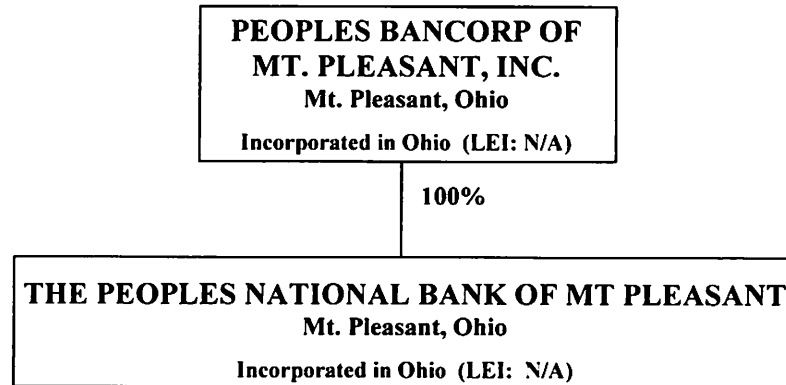 PEOPLES BANCORP OF
MT. PLEASANT, INC.
Mt. Pleasant, Ohio
Incorporated in Ohio (LEI: N/A)
100%
THE PEOPLES NATIONAL BANK OF MT PLEASANT
Mt. Pleasant, Ohio
Incorporated in Ohio (LEI: N/A)